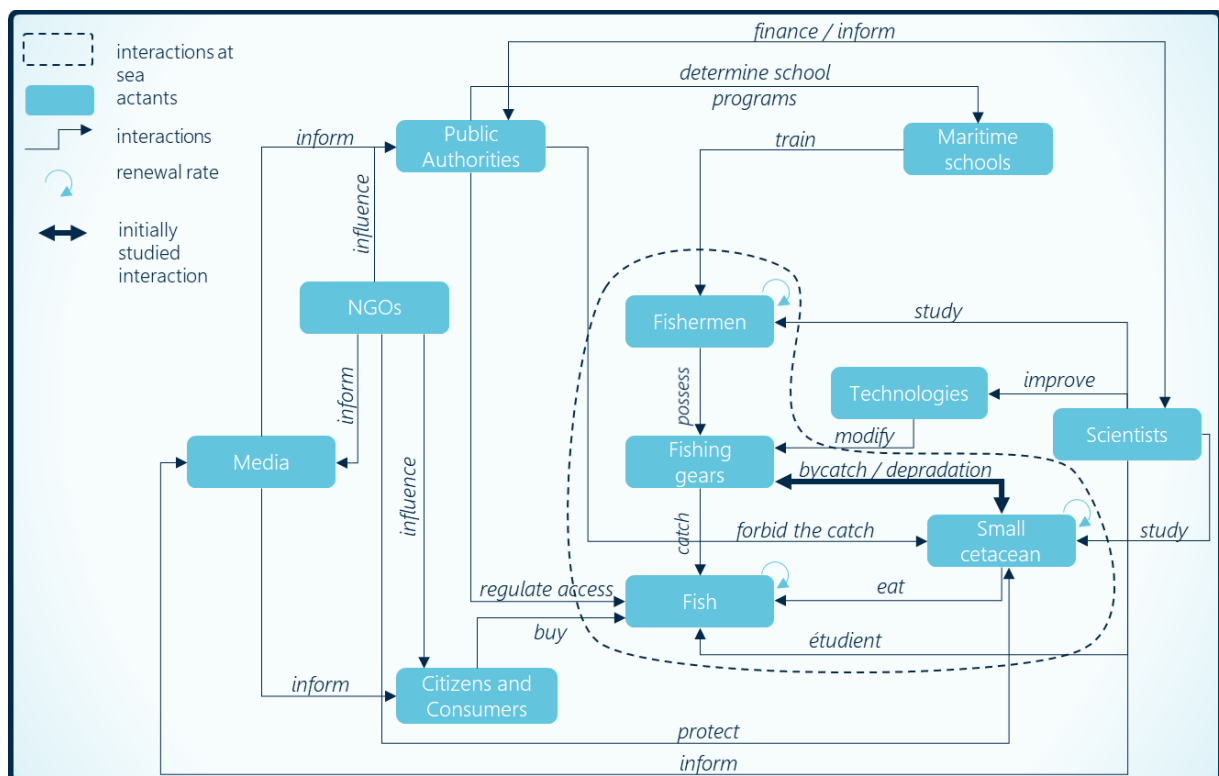 interactions at
sea
actants
interactions
renewal rate
initially
studied
interaction
finance / inform
determine school
programs
inform
Public
Authorities
train
Maritime
schools
influence
NGOs
Fishermen
study
inform
possess
Technologies
improve
Media
Fishing
gears
modify
Scientists
bycatch / depradation
influence
catch
forbid the catch
Small
cetacean
study
regulate access
Fish
eat
buy
étudient
inform
Citizens and
Consumers
protect
inform